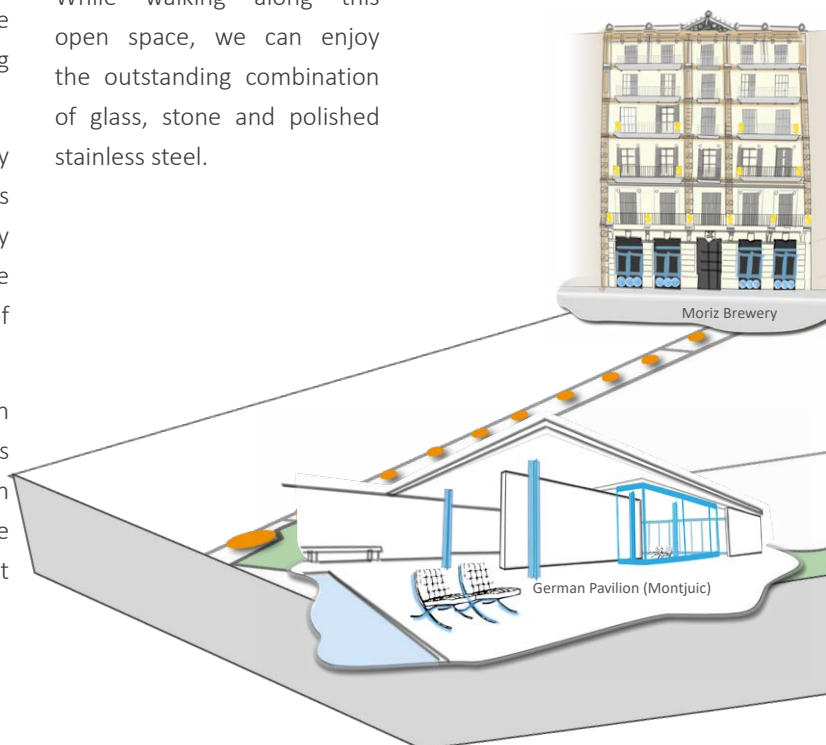 e
g
y
s
y
e
of
n
s
n
e
t
While walking along this
open space, we can enjoy
the outstanding combination
of glass, stone and polished
stainless steel.
Moriz Brewery
German Pavilion (Montjuic)